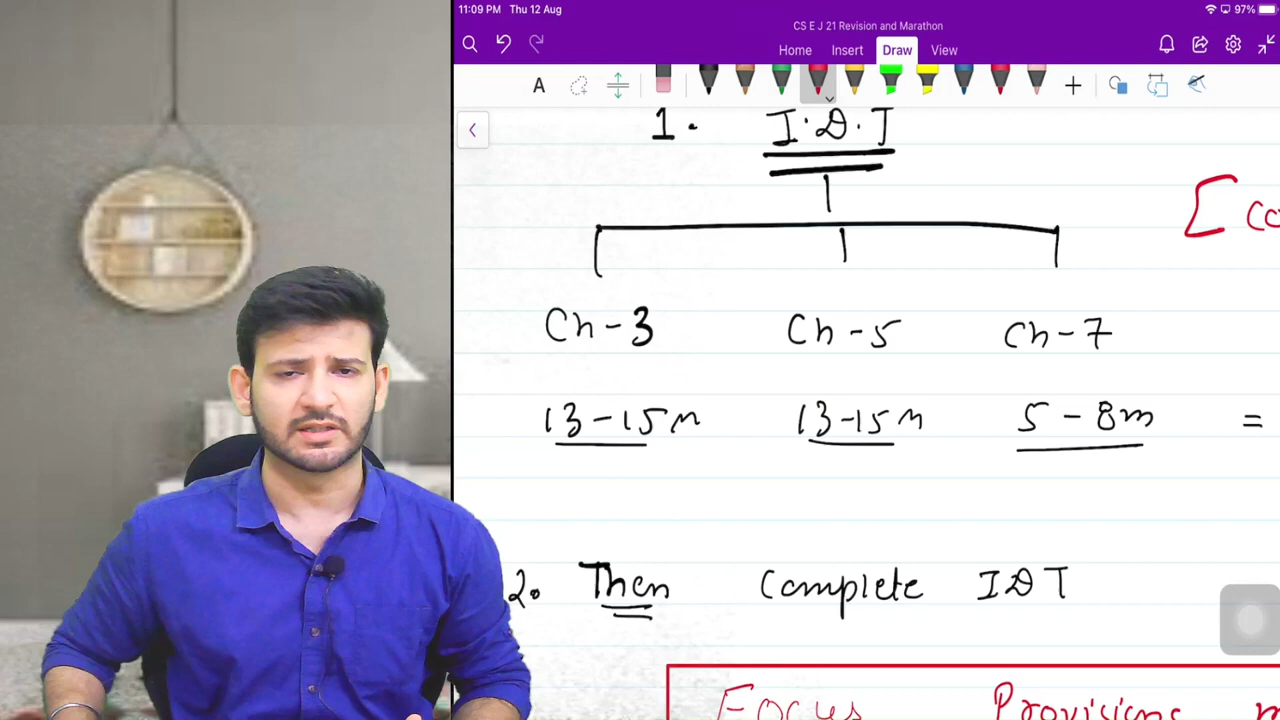 11:09 PM Thu 12 Aug
97%
CS E J 21 Revision and Marathon
Home Insert Draw View
A
1. I.D.T
[ Co
Ch-3 Ch-5 Ch-7
13-15m 13-15m 5-8m =
2. Then Complete IDT
Focus Provisions